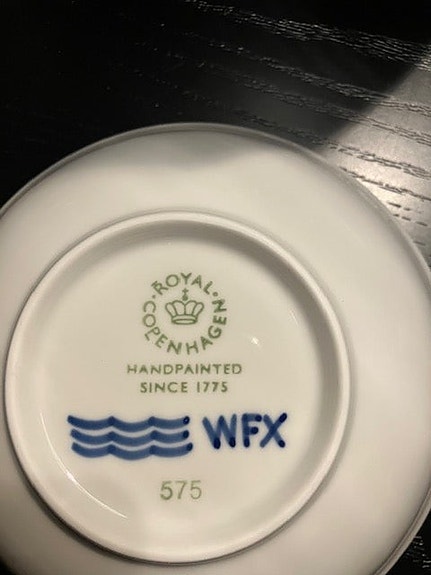 ROYAL
COPENHAGEN
HANDPAINTED
SINCE 1775
WFX
575